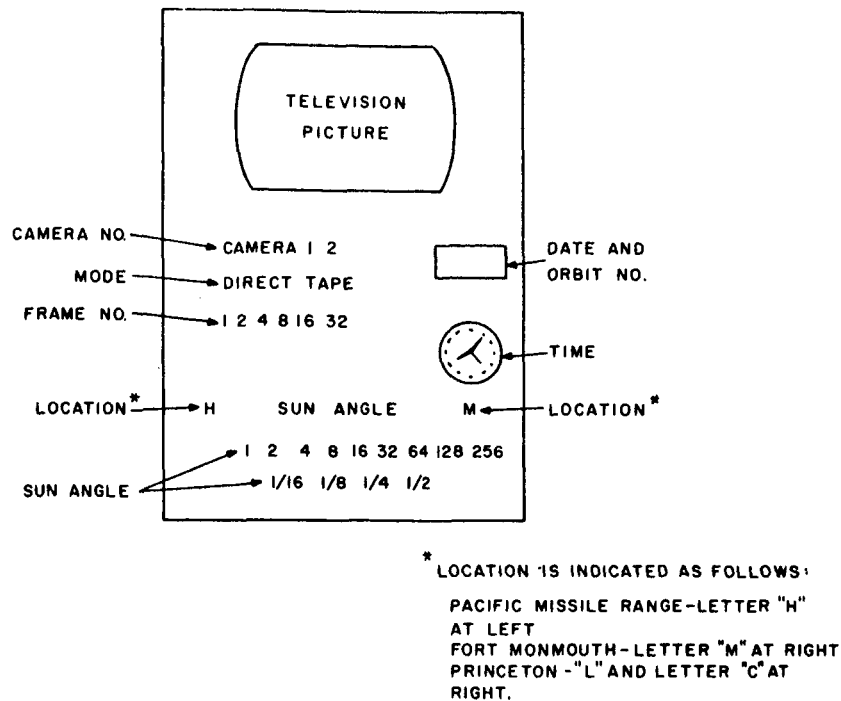 TELEVISION
PICTURE
CAMERA NO.
CAMERA 1 2
DATE AND
ORBIT NO.
MODE
DIRECT TAPE
FRAME NO.
1 2 4 8 16 32
TIME
LOCATION*
H
SUN ANGLE
M
LOCATION*
1 2 4 8 16 32 64 128 256
SUN ANGLE
1/16 1/8 1/4 1/2
* LOCATION IS INDICATED AS FOLLOWS:
PACIFIC MISSILE RANGE-LETTER "H"
AT LEFT
FORT MONMOUTH-LETTER "M" AT RIGHT
PRINCETON -"L" AND LETTER "C" AT
RIGHT.